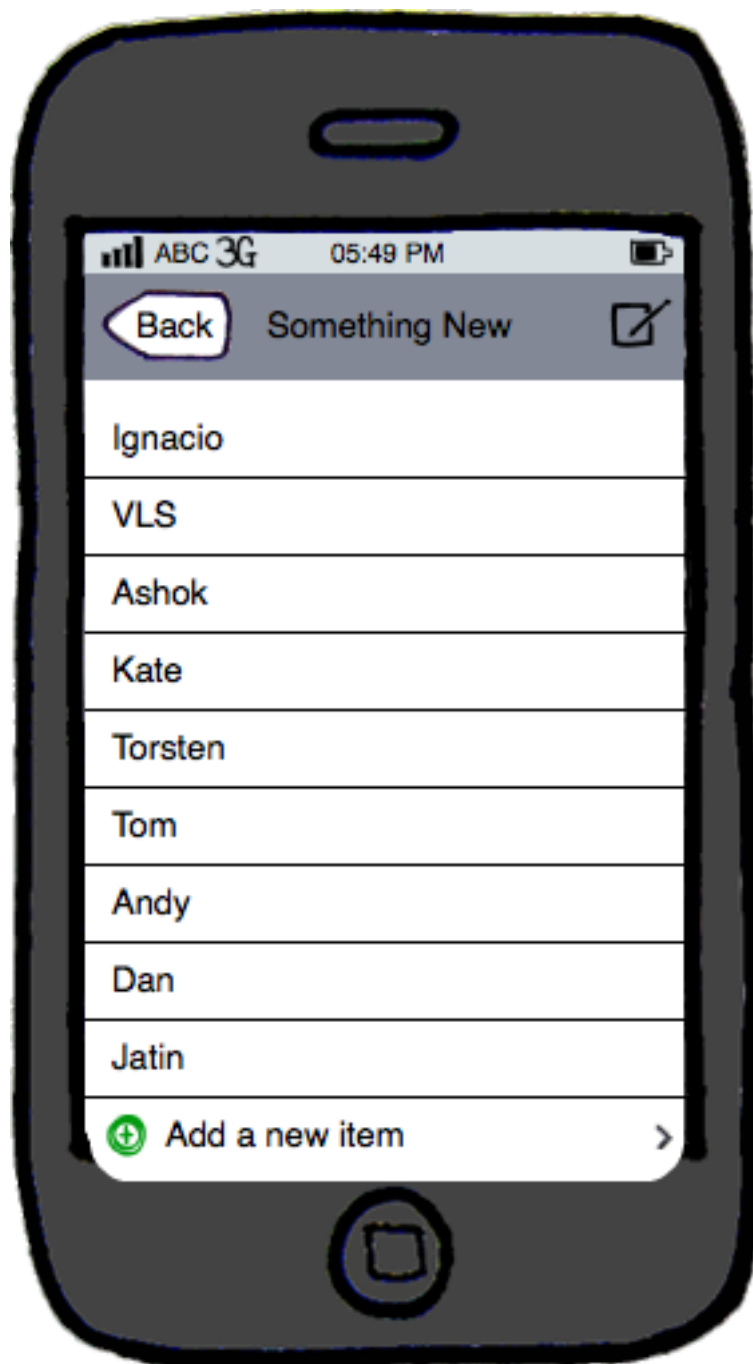 ABC 3G 05:49 PM
Back Something New
Ignacio
VLS
Ashok
Kate
Torsten
Tom
Andy
Dan
Jatin
Add a new item